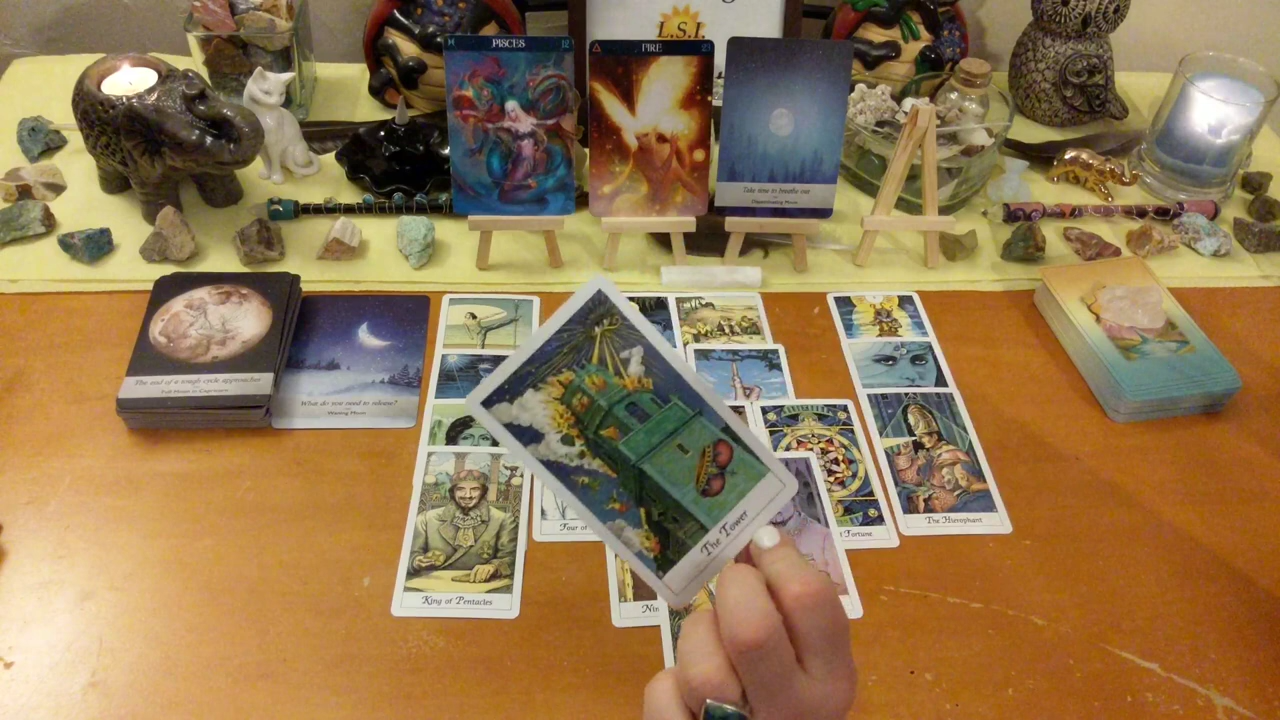 L.S.I.
PISCES 12
FIRE 23
Take time to breathe out
Disseminating Moon
The end of a tough cycle approaches
Full Moon in Capricorn
What do you need to release?
Waning Moon
The Tower
Four of
Fortune
The Hierophant
King of Pentacles
Nin